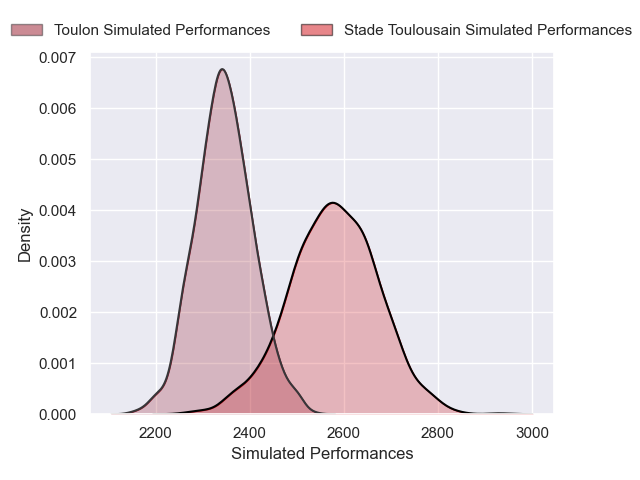 Toulon Simulated Performances
Stade Toulousain Simulated Performances
0.007
0.006
0.005
0.004
0.003
0.002
0.001
0.000
Density
2200 2400 2600 2800 3000
Simulated Performances